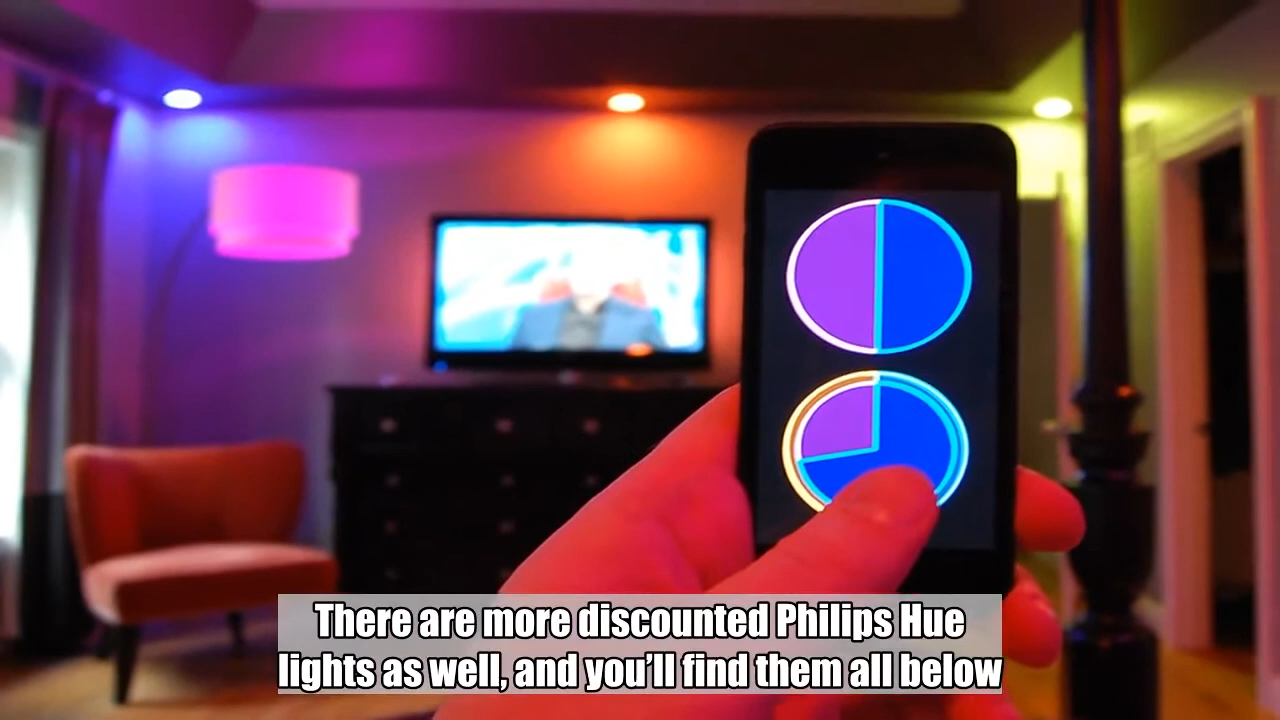 There are more discounted Philips Hue
lights as well, and you’ll find them all below